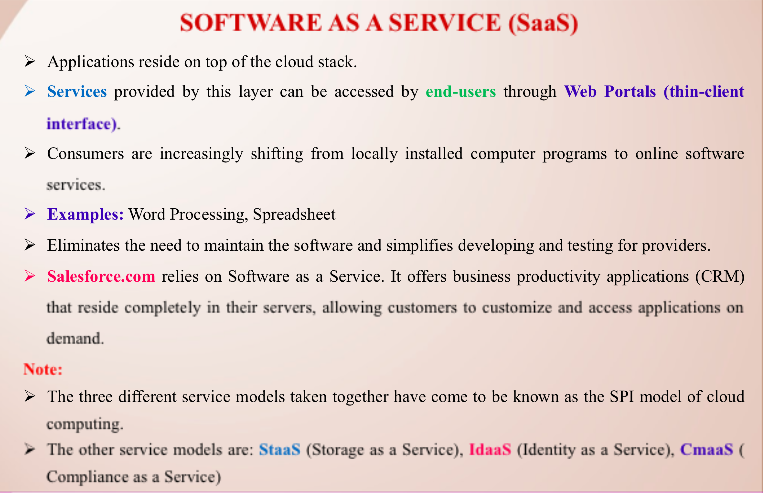 SOFTWARE AS A SERVICE (SaaS)
➢ Applications reside on top of the cloud stack.
➢ Services provided by this layer can be accessed by end-users through Web Portals (thin-client
interface).
➢ Consumers are increasingly shifting from locally installed computer programs to online software
services.
➢ Examples: Word Processing, Spreadsheet
➢ Eliminates the need to maintain the software and simplifies developing and testing for providers.
➢ Salesforce.com relies on Software as a Service. It offers business productivity applications (CRM)
that reside completely in their servers, allowing customers to customize and access applications on
demand.
Note:
➢ The three different service models taken together have come to be known as the SPI model of cloud
computing.
➢ The other service models are: StaaS (Storage as a Service), IdaaS (Identity as a Service), CmaaS (
Compliance as a Service)